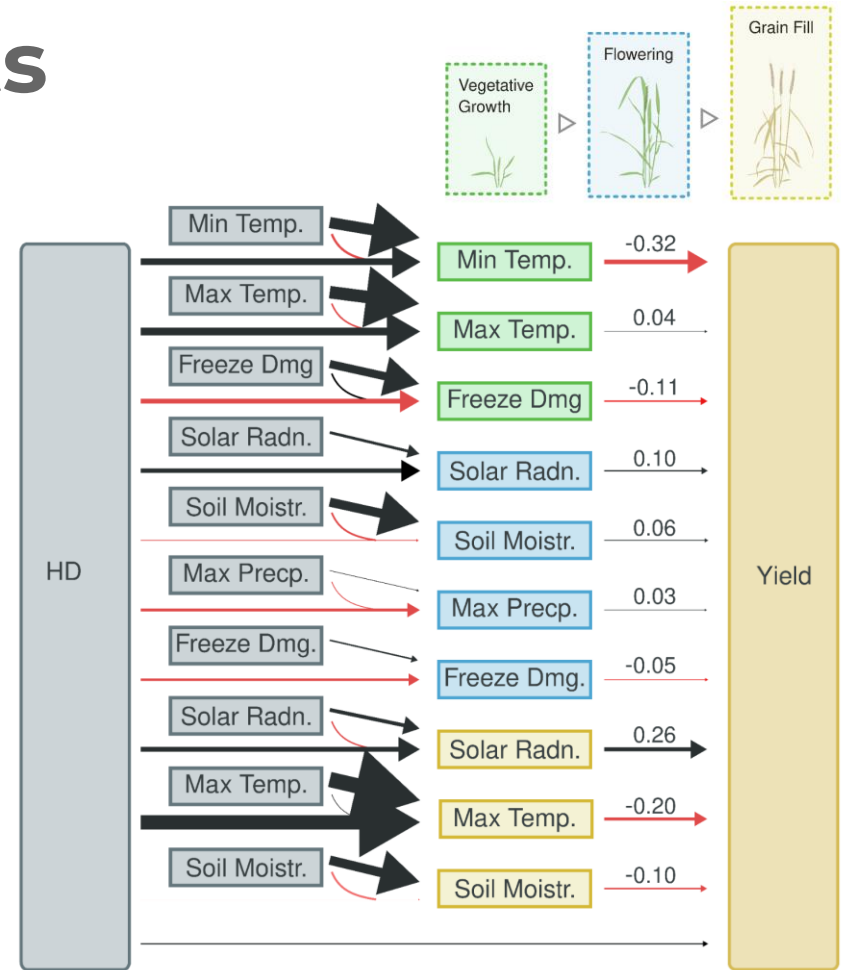 Grain Fill
Flowering
Vegetative
Growth
Min Temp.
Min Temp.
-0.32
Max Temp.
Max Temp.
0.04
Freeze Dmg
Freeze Dmg
-0.11
Solar Radn.
Solar Radn.
0.10
Soil Moistr.
Soil Moistr.
0.06
HD
Max Precp.
Max Precp.
0.03
Yield
Freeze Dmg.
Freeze Dmg.
-0.05
Solar Radn.
Solar Radn.
0.26
Max Temp.
Max Temp.
-0.20
Soil Moistr.
Soil Moistr.
-0.10